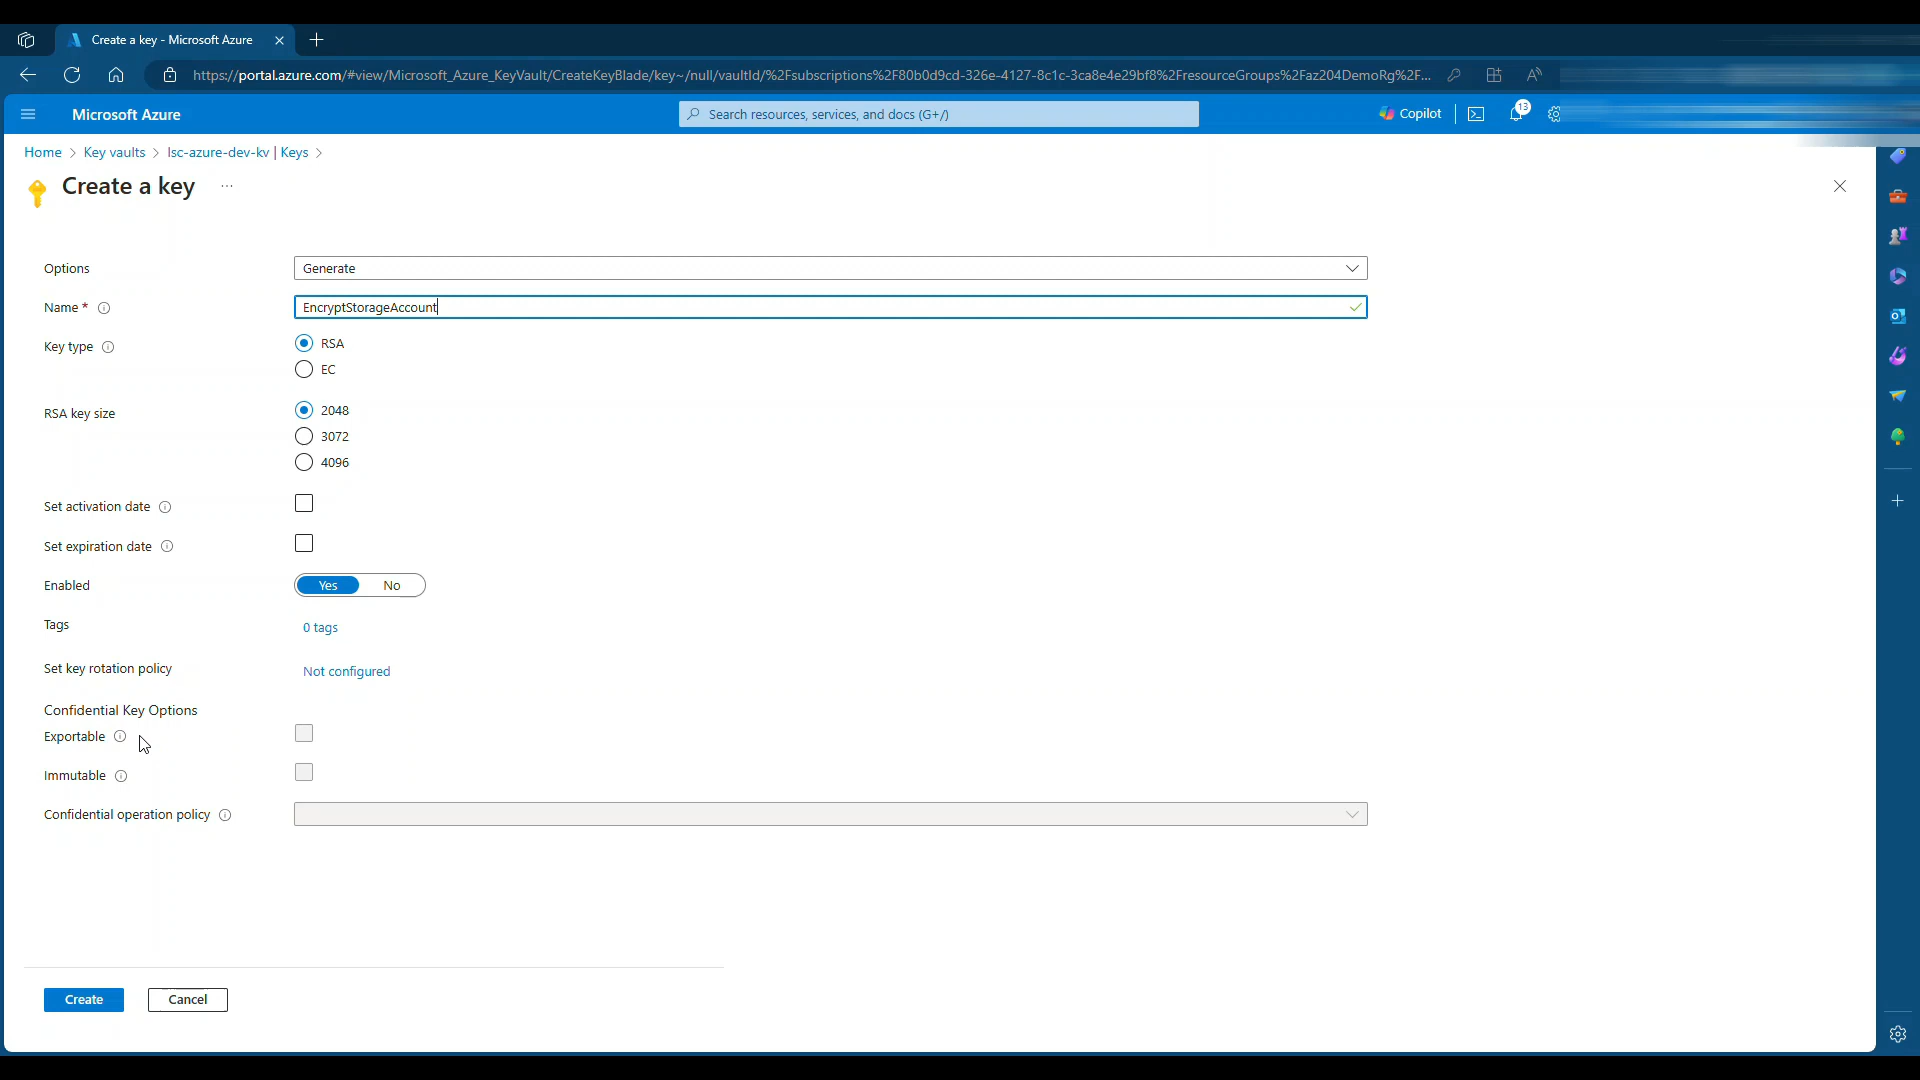 Create a key - Microsoft Azure
https://portal.azure.com/#view/Microsoft_Azure_KeyVault/CreateKeyBlade/key~/null/vaultId/%2Fsubscriptions%2F80b0d9cd-326e-4127-8c1c-3ca8e4e29bf8%2FresourceGroups%2Faz204DemoRg%2F...
Microsoft Azure
Search resources, services, and docs (G+/)
Copilot
13
Home > Key vaults > lsc-azure-dev-kv | Keys >
Create a key ...
Options
Generate
Name *
EncryptStorageAccount
Key type
RSA
EC
RSA key size
2048
3072
4096
Set activation date
Set expiration date
Enabled
Yes No
Tags
0 tags
Set key rotation policy
Not configured
Confidential Key Options
Exportable
Immutable
Confidential operation policy
Create Cancel